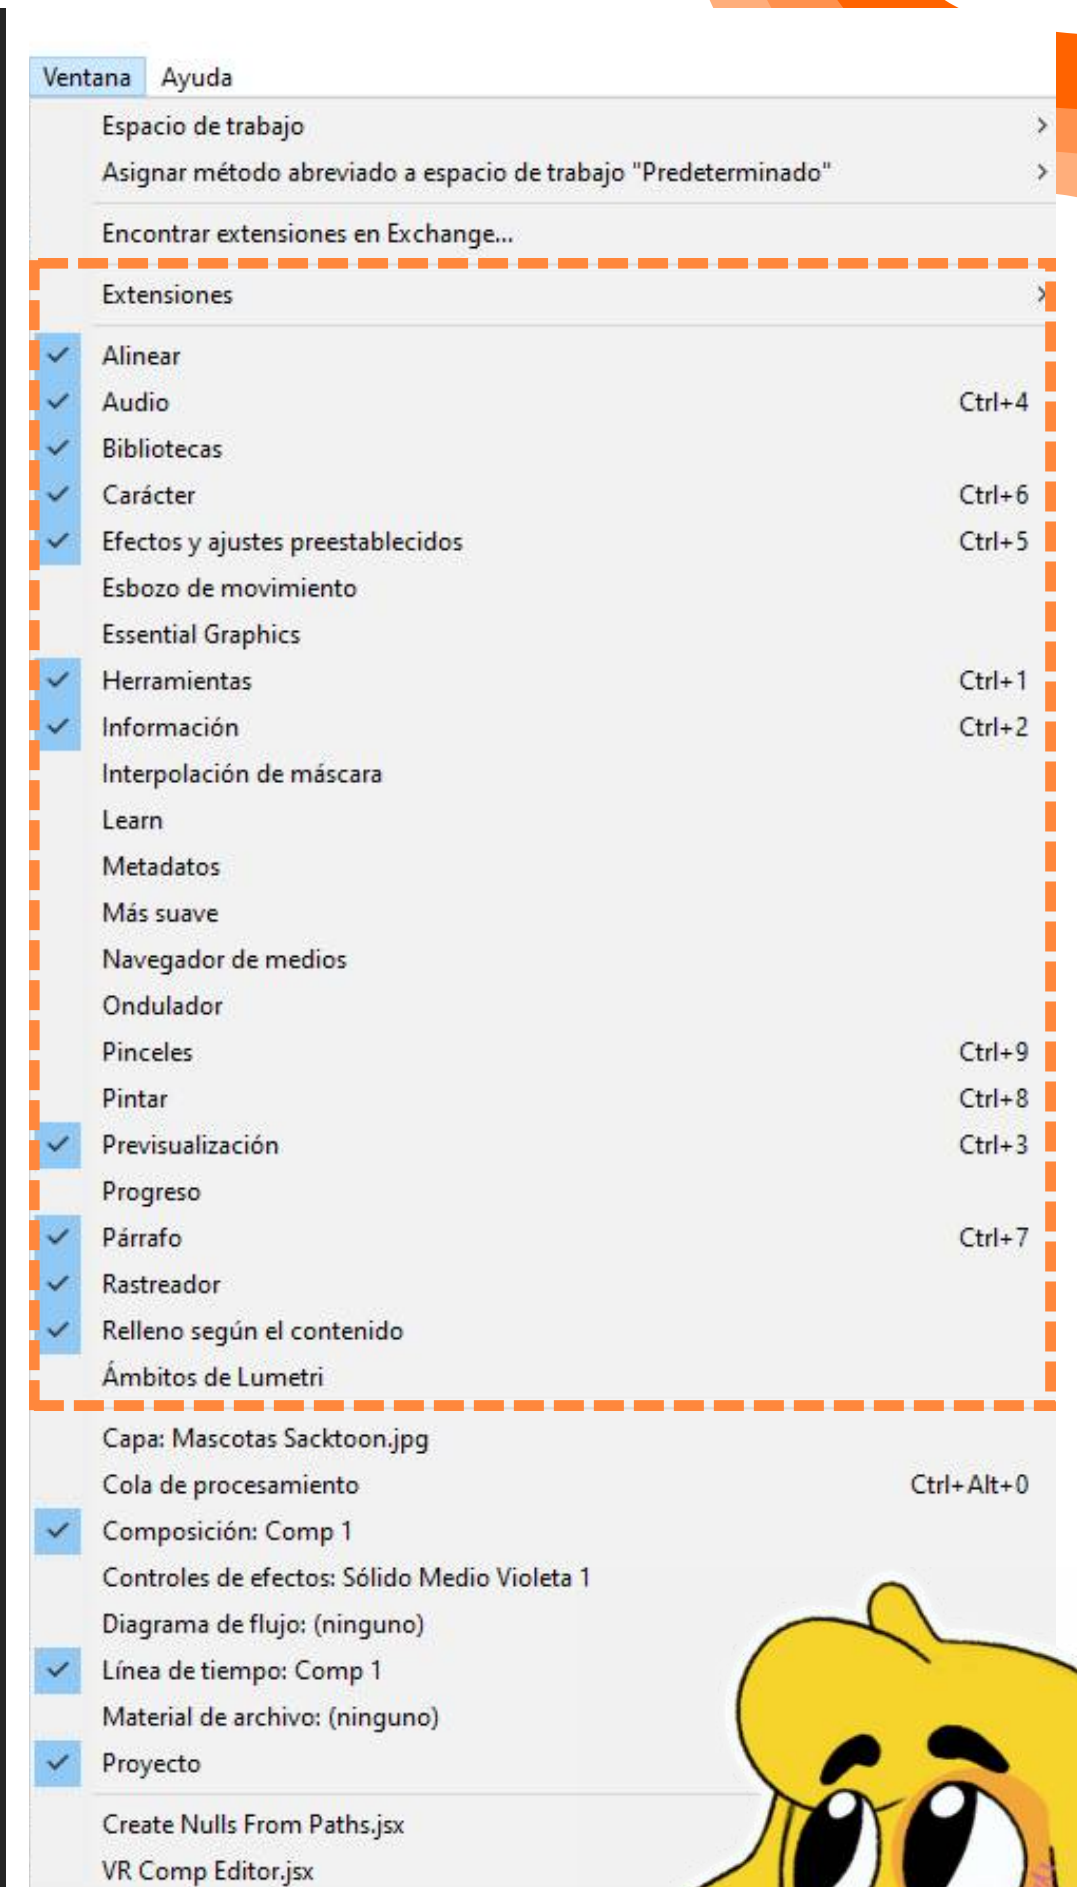 Ventana Ayuda
Espacio de trabajo
Asignar método abreviado a espacio de trabajo "Predeterminado"
Encontrar extensiones en Exchange...
Extensiones
Alinear
Audio Ctrl+4
Bibliotecas
Carácter Ctrl+6
Efectos y ajustes preestablecidos Ctrl+5
Esbozo de movimiento
Essential Graphics
Herramientas Ctrl+1
Información Ctrl+2
Interpolación de máscara
Learn
Metadatos
Más suave
Navegador de medios
Ondulador
Pinceles Ctrl+9
Pintar Ctrl+8
Previsualización Ctrl+3
Progreso
Párrafo Ctrl+7
Rastreador
Relleno según el contenido
Ámbitos de Lumetri
Capa: Mascotas Sacktoon.jpg
Cola de procesamiento Ctrl+Alt+0
Composición: Comp 1
Controles de efectos: Sólido Medio Violeta 1
Diagrama de flujo: (ninguno)
Línea de tiempo: Comp 1
Material de archivo: (ninguno)
Proyecto
Create Nulls From Paths.jsx
VR Comp Editor.jsx